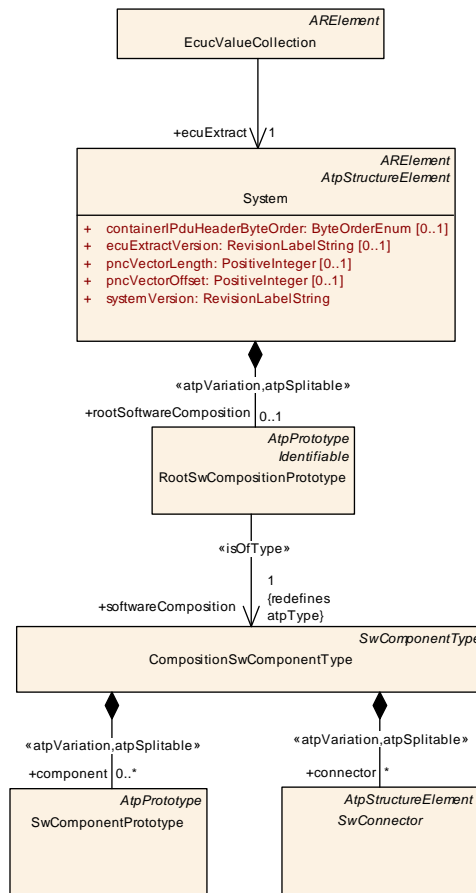 ARElement
EcucValueCollection
+ecuExtract 1
ARElement
AtpStructureElement
System
+ containerIPduHeaderByteOrder: ByteOrderEnum [0..1]
+ ecuExtractVersion: RevisionLabelString [0..1]
+ pncVectorLength: PositiveInteger [0..1]
+ pncVectorOffset: PositiveInteger [0..1]
+ systemVersion: RevisionLabelString
«atpVariation,atpSplitable»
+rootSoftwareComposition 0..1
AtpPrototype
Identifiable
RootSwCompositionPrototype
«isOfType»
1
{redefines
+softwareComposition atpType}
SwComponentType
CompositionSwComponentType
«atpVariation,atpSplitable» «atpVariation,atpSplitable»
+component 0..* +connector *
AtpPrototype AtpStructureElement
SwComponentPrototype SwConnector